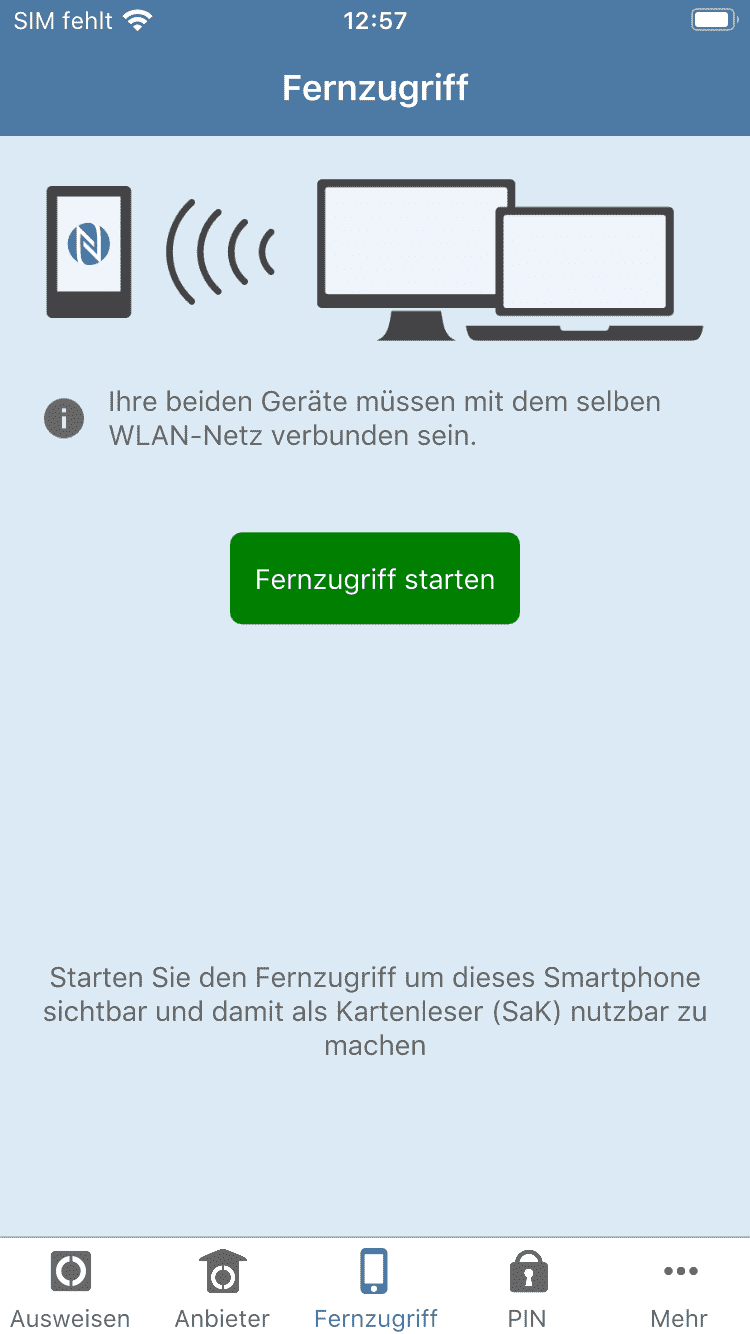 SIM fehlt 12:57
Fernzugriff
Ihre beiden Geräte müssen mit dem selben
WLAN-Netz verbunden sein.
Fernzugriff starten
Starten Sie den Fernzugriff um dieses Smartphone
sichtbar und damit als Kartenleser (SaK) nutzbar zu
machen
Ausweisen Anbieter Fernzugriff PIN Mehr